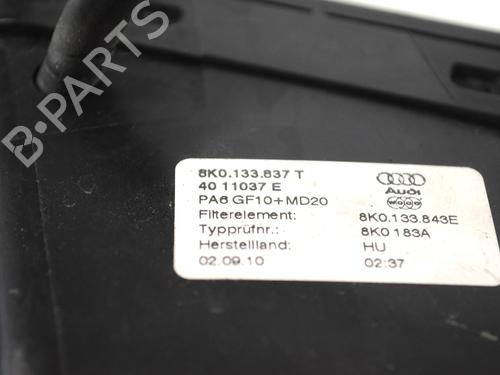 B-PARTS
8K0.133.837 T
40 11037 E
PA6 GF10+MD20
Filterelement: 8K0.133.843E
Typprüfnr.: 8K0 183A
Herstellland: HU
02.09.10 02:37
Audi